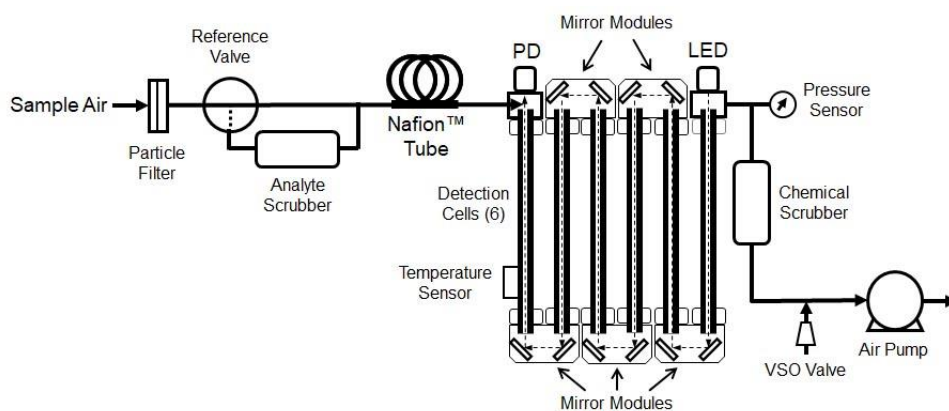 Mirror Modules
Reference
Valve
PD
LED
Sample Air
Particle
Filter
Analyte
Scrubber
Nafion™
Tube
Pressure
Sensor
Detection
Cells (6)
Chemical
Scrubber
Temperature
Sensor
VSO Valve
Air Pump
Mirror Modules